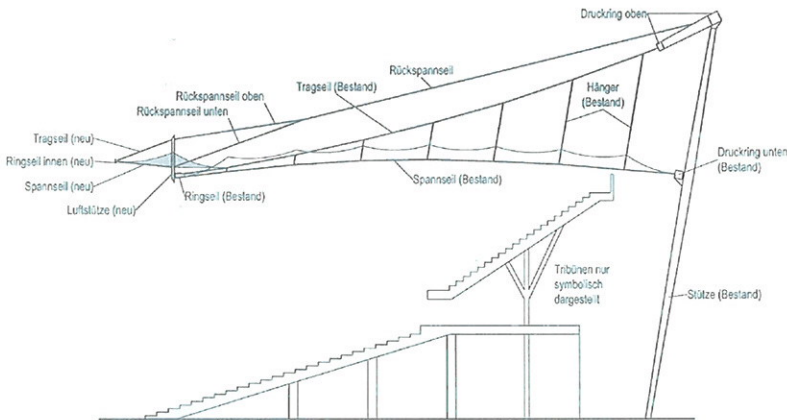 Druckring oben
Rückspannseil
Tragseil (Bestand)
Rückspannseil oben
Rückspannseil unten
Hänger
(Bestand)
Tragseil (neu)
Ringseil innen (neu)
Spannseil (neu)
Luftstütze (neu)
Ringseil (Bestand)
Spannseil (Bestand)
Druckring unten
(Bestand)
Tribünen nur
symbolisch
dargestellt
Stütze (Bestand)